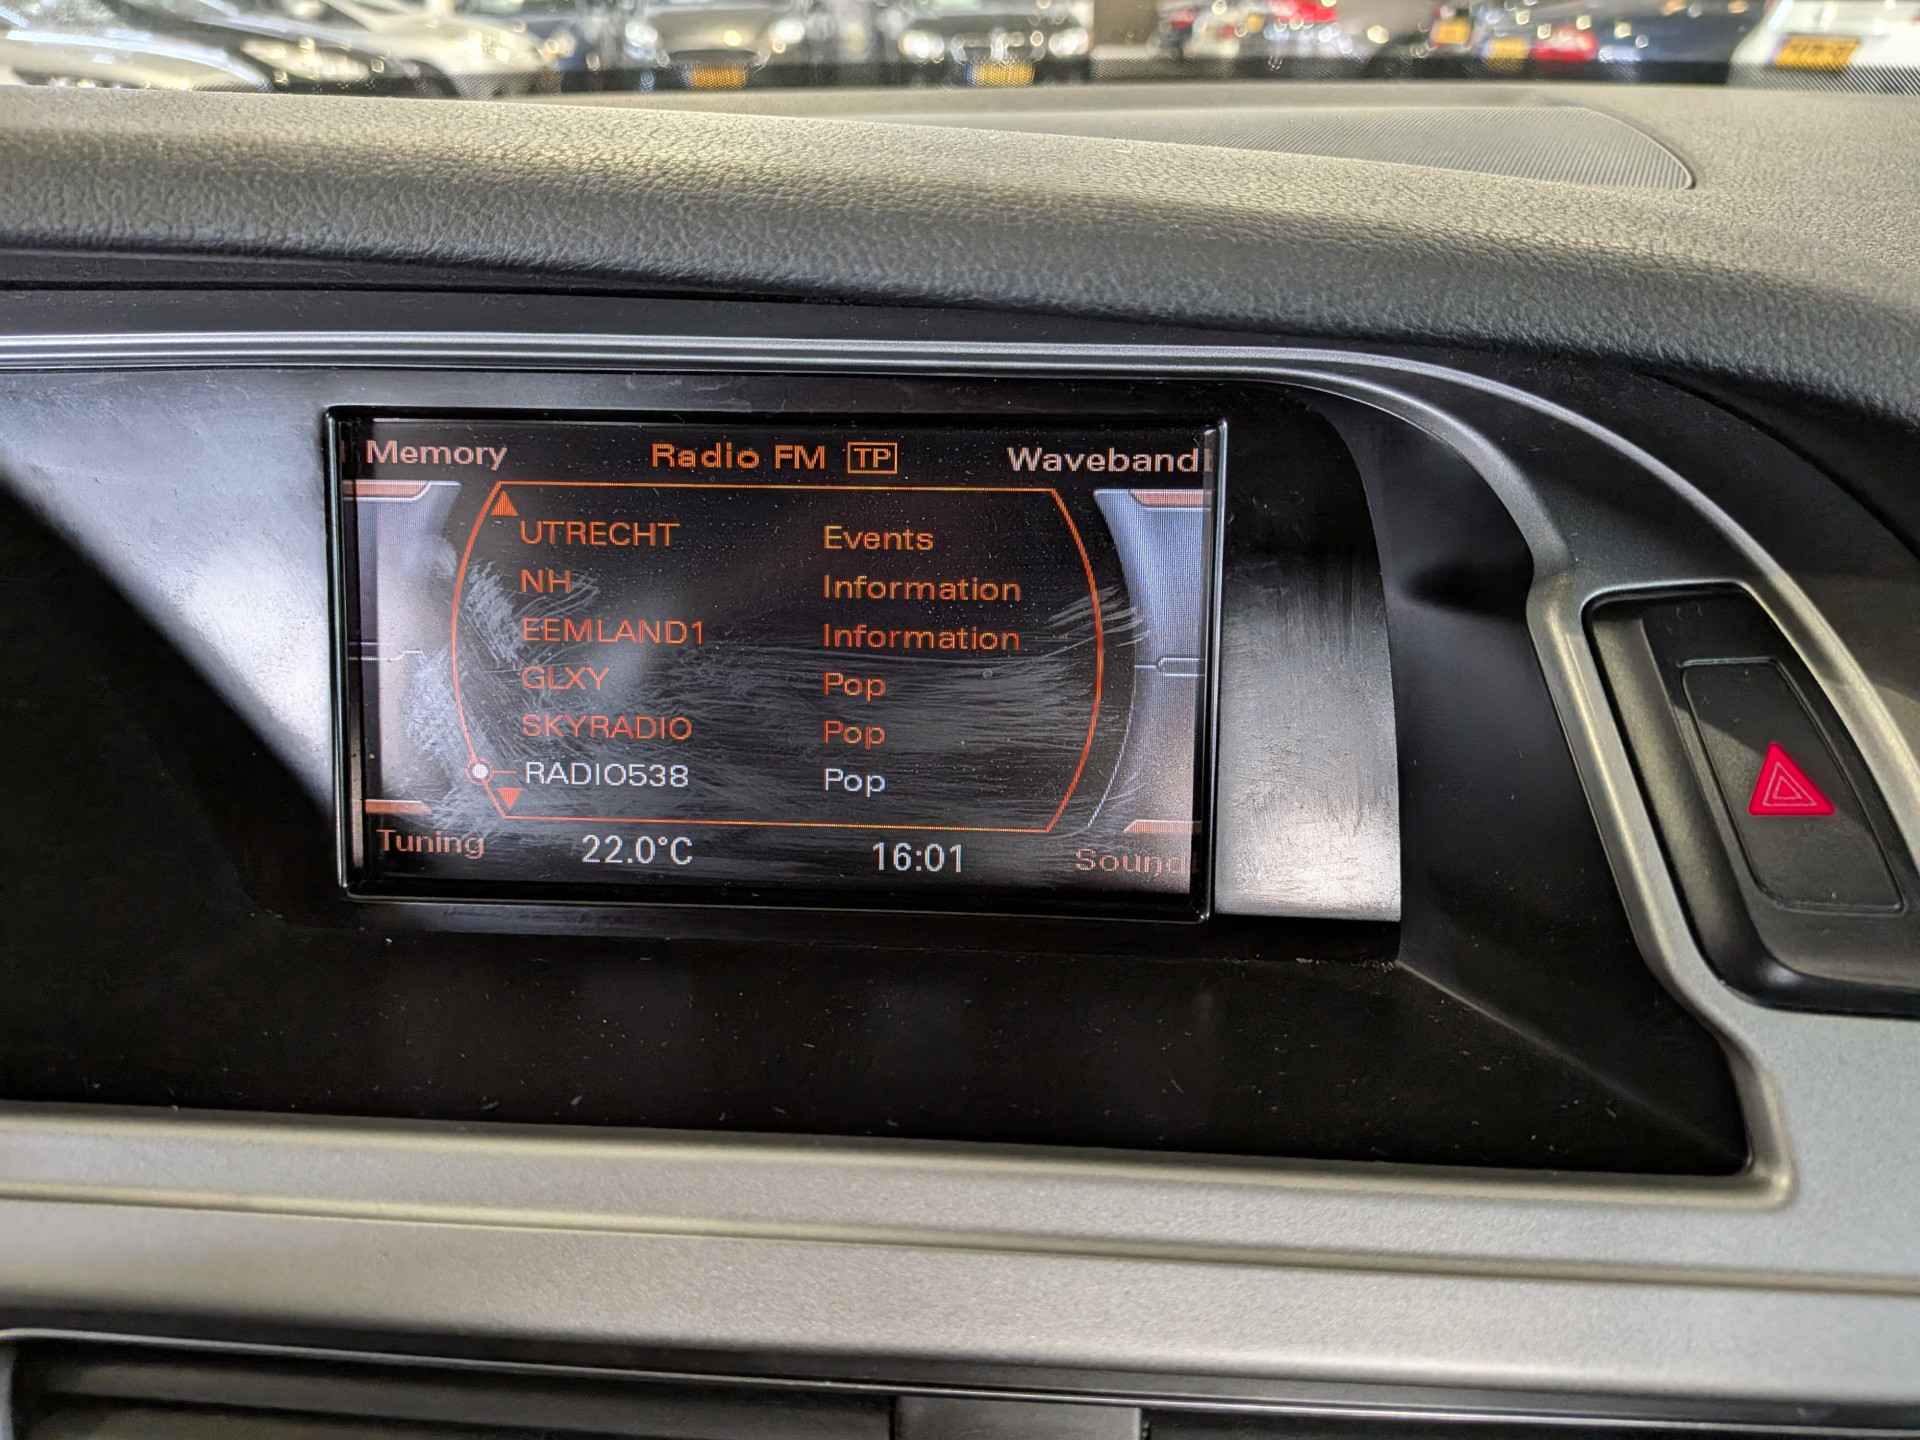 Memory Radio FM TP Waveband
UTRECHT Events
NH Information
EEMLAND1 Information
GLXY Pop
SKYRADIO Pop
RADIO538 Pop
Tuning 22.0°C 16:01 Sound